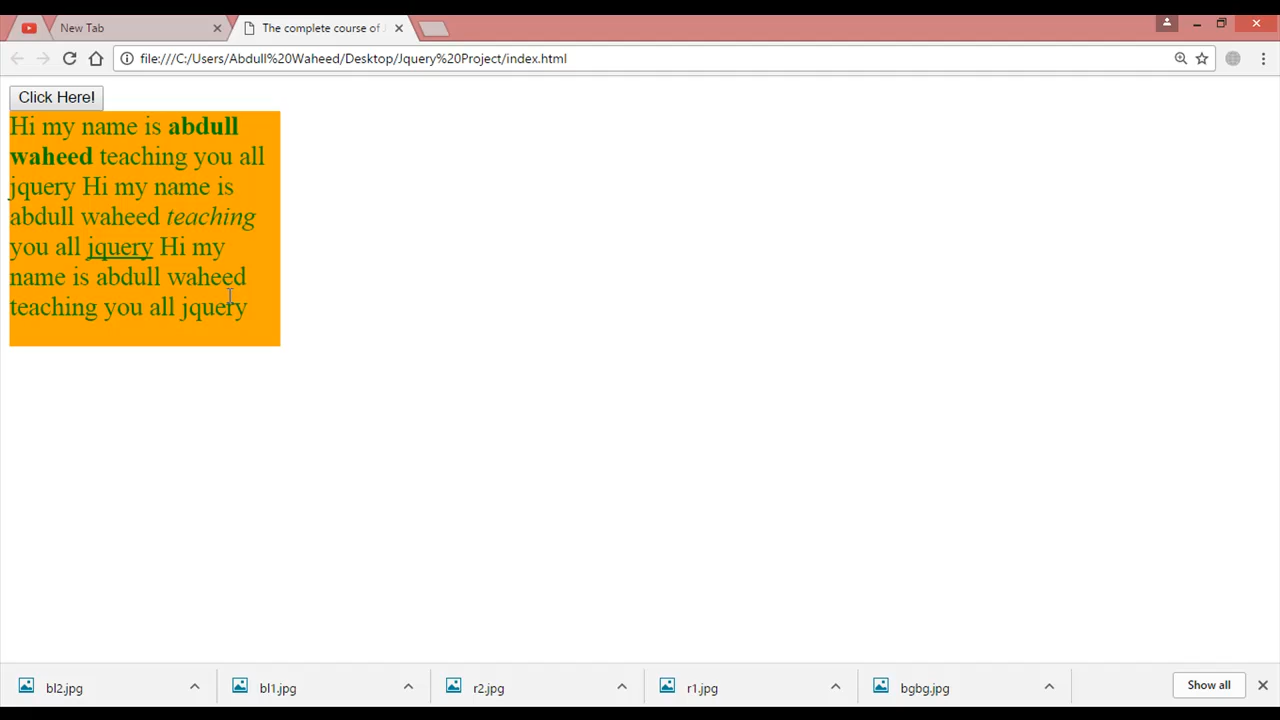 New Tab
The complete course of
file:///C:/Users/Abdull%20Waheed/Desktop/Jquery%20Project/index.html
Click Here!
Hi my name is abdull
waheed teaching you all
jquery Hi my name is
abdull waheed teaching
you all jquery Hi my
name is abdull waheed
teaching you all jquery
bl2.jpg
bl1.jpg
r2.jpg
r1.jpg
bgbg.jpg
Show all